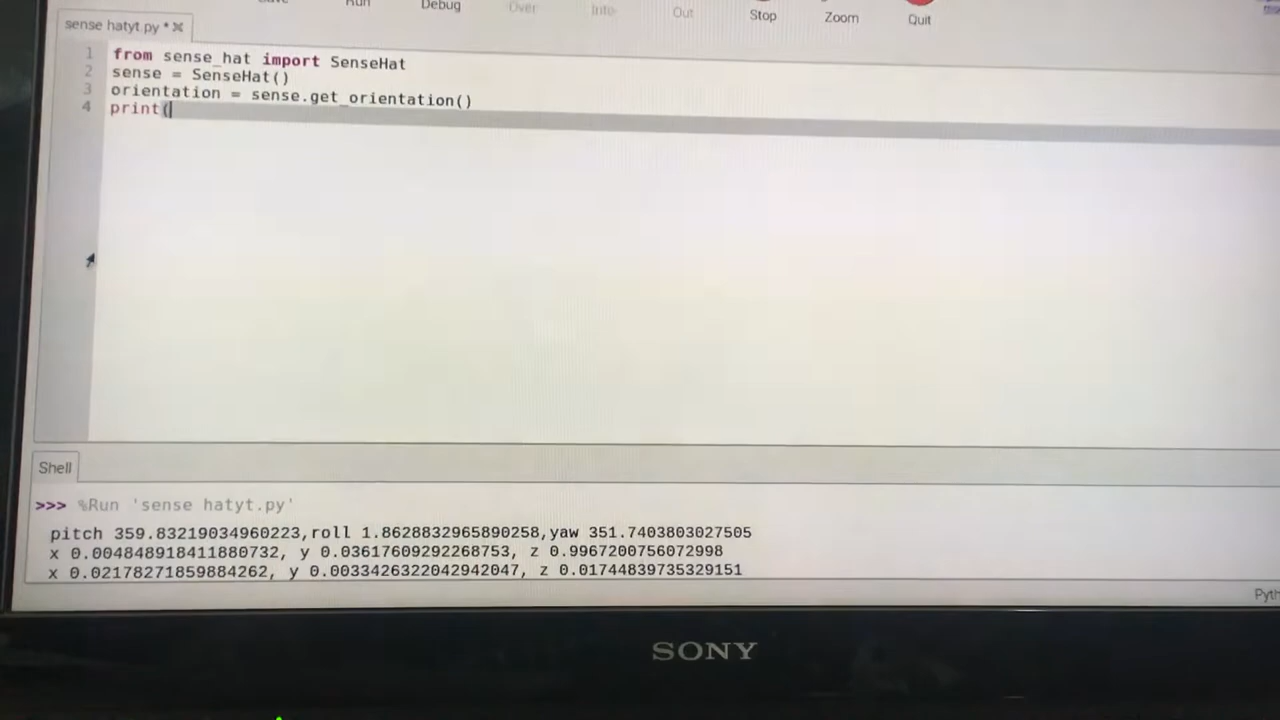 Run
Debug
Over
Into
Out
Stop
Zoom
Quit
sense hatyt.py *
1 from sense_hat import SenseHat
2 sense = SenseHat()
3 orientation = sense.get_orientation()
4 print(
Shell
>>> %Run 'sense hatyt.py'
pitch 359.83219034960223,roll 1.8628832965890258,yaw 351.7403803027505
x 0.004848918411880732, y 0.03617609292268753, z 0.9967200756072998
x 0.02178271859884262, y 0.0033426322042942047, z 0.01744839735329151
SONY